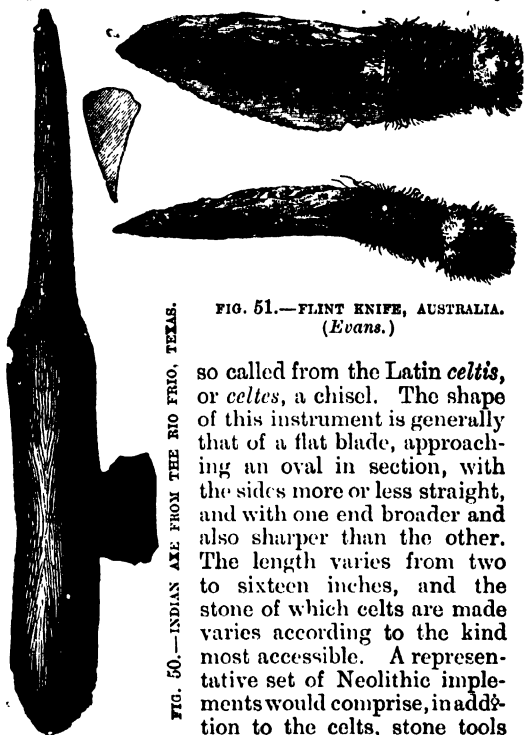 FIG. 51.—FLINT KNIFE, AUSTRALIA.
(Evans.)
FIG. 50.—INDIAN AXE FROM THE RIO FRIO, TEXAS.
so called from the Latin celtis,
or celtes, a chisel. The shape
of this instrument is generally
that of a flat blade, approach-
ing an oval in section, with
the sides more or less straight,
and with one end broader and
also sharper than the other.
The length varies from two
to sixteen inches, and the
stone of which celts are made
varies according to the kind
most accessible. A represen-
tative set of Neolithic imple-
ments would comprise, in addi-
tion to the celts, stone tools